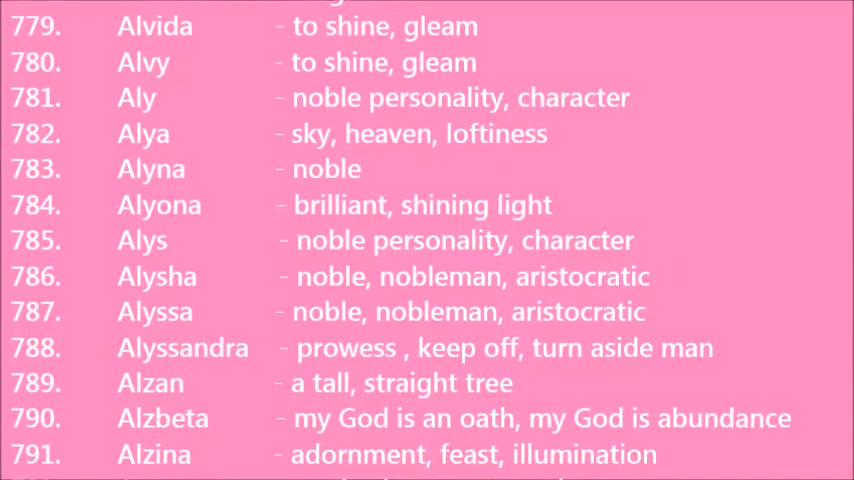 779. Alvida - to shine, gleam
780. Alvy - to shine, gleam
781. Aly - noble personality, character
782. Alya - sky, heaven, loftiness
783. Alyna - noble
784. Alyona - brilliant, shining light
785. Alys - noble personality, character
786. Alysha - noble, nobleman, aristocratic
787. Alyssa - noble, nobleman, aristocratic
788. Alyssandra - prowess , keep off, turn aside man
789. Alzan - a tall, straight tree
790. Alzbeta - my God is an oath, my God is abundance
791. Alzina - adornment, feast, illumination